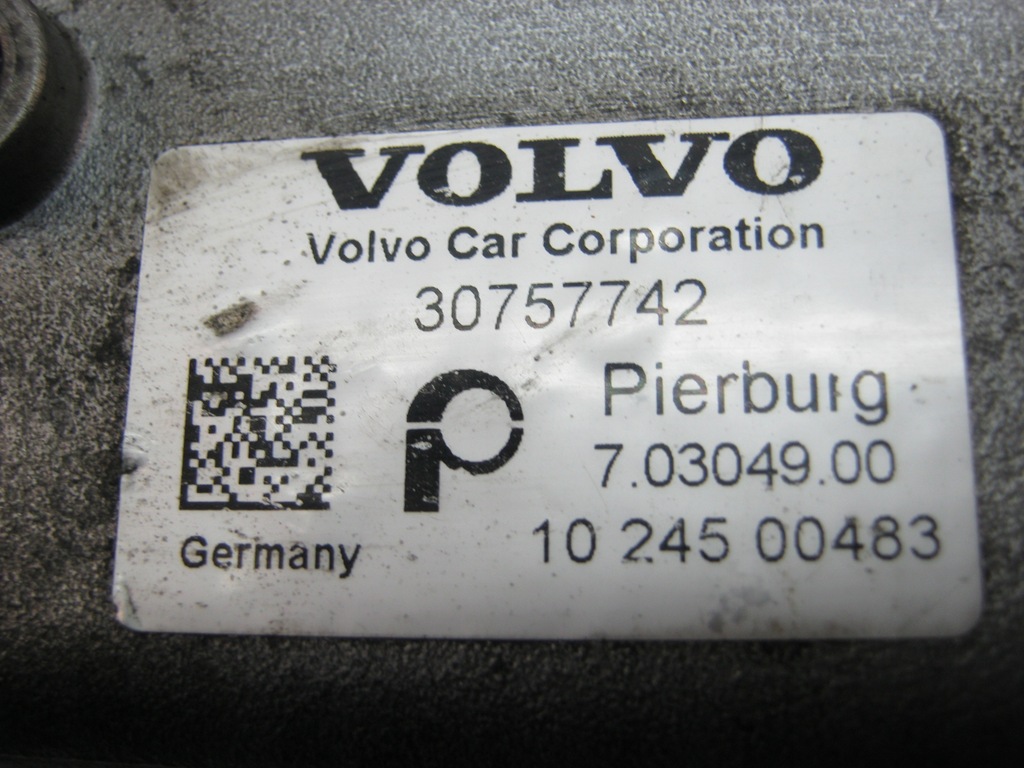 VOLVO
Volvo Car Corporation
30757742
Pierburg
7.03049.00
10 245 00483
Germany